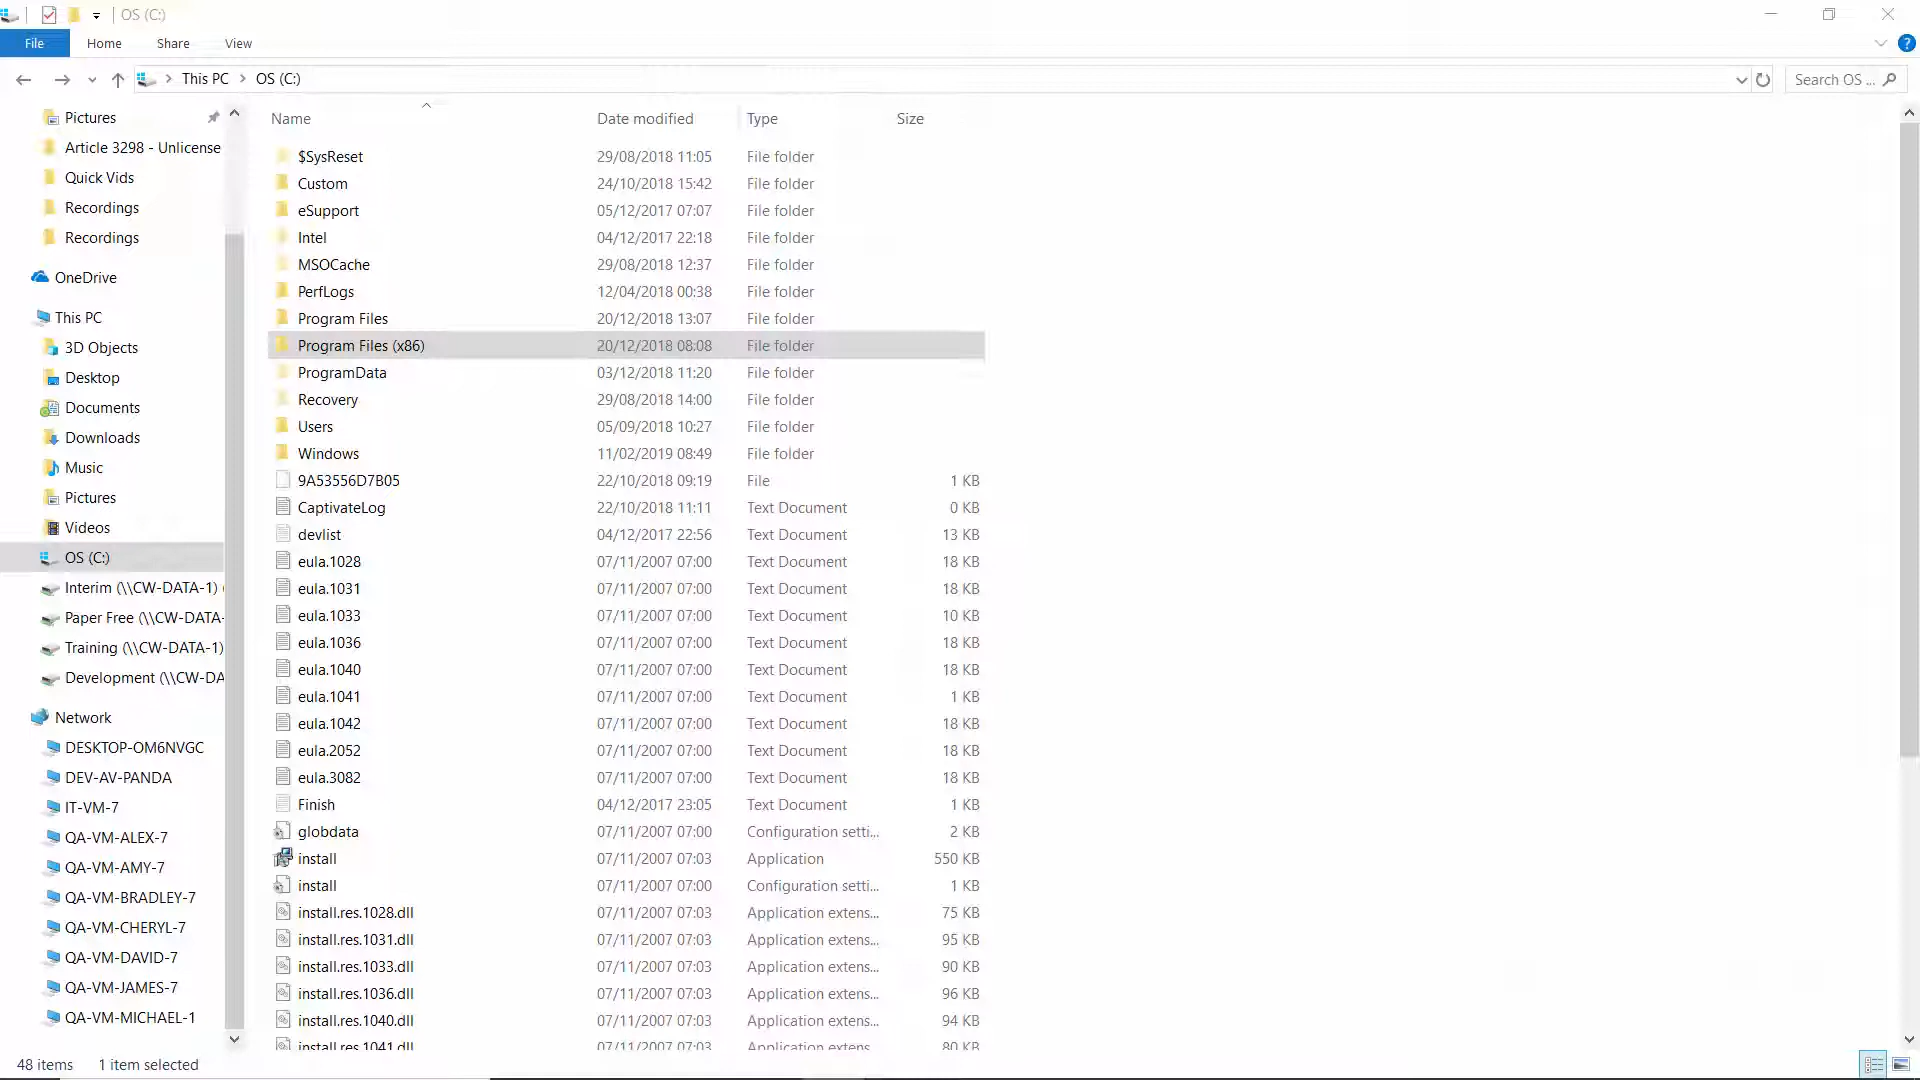 OS (C:)
File Home Share View
This PC OS (C:) Search OS ...
Pictures
Article 3298 - Unlicense
Quick Vids
Recordings
Recordings
OneDrive
This PC
3D Objects
Desktop
Documents
Downloads
Music
Pictures
Videos
OS (C:)
Interim (\\CW-DATA-1) (
Paper Free (\\CW-DATA-
Training (\\CW-DATA-1)
Development (\\CW-DA
Network
DESKTOP-OM6NVGC
DEV-AV-PANDA
IT-VM-7
QA-VM-ALEX-7
QA-VM-AMY-7
QA-VM-BRADLEY-7
QA-VM-CHERYL-7
QA-VM-DAVID-7
QA-VM-JAMES-7
QA-VM-MICHAEL-1
Name Date modified Type Size
$SysReset 29/08/2018 11:05 File folder
Custom 24/10/2018 15:42 File folder
eSupport 05/12/2017 07:07 File folder
Intel 04/12/2017 22:18 File folder
MSOCache 29/08/2018 12:37 File folder
PerfLogs 12/04/2018 00:38 File folder
Program Files 20/12/2018 13:07 File folder
Program Files (x86) 20/12/2018 08:08 File folder
ProgramData 03/12/2018 11:20 File folder
Recovery 29/08/2018 14:00 File folder
Users 05/09/2018 10:27 File folder
Windows 11/02/2019 08:49 File folder
9A53556D7B05 22/10/2018 09:19 File 1 KB
CaptivateLog 22/10/2018 11:11 Text Document 0 KB
devlist 04/12/2017 22:56 Text Document 13 KB
eula.1028 07/11/2007 07:00 Text Document 18 KB
eula.1031 07/11/2007 07:00 Text Document 18 KB
eula.1033 07/11/2007 07:00 Text Document 10 KB
eula.1036 07/11/2007 07:00 Text Document 18 KB
eula.1040 07/11/2007 07:00 Text Document 18 KB
eula.1041 07/11/2007 07:00 Text Document 1 KB
eula.1042 07/11/2007 07:00 Text Document 18 KB
eula.2052 07/11/2007 07:00 Text Document 18 KB
eula.3082 07/11/2007 07:00 Text Document 18 KB
Finish 04/12/2017 23:05 Text Document 1 KB
globdata 07/11/2007 07:00 Configuration setti... 2 KB
install 07/11/2007 07:03 Application 550 KB
install 07/11/2007 07:00 Configuration setti... 1 KB
install.res.1028.dll 07/11/2007 07:03 Application extens... 75 KB
install.res.1031.dll 07/11/2007 07:03 Application extens... 95 KB
install.res.1033.dll 07/11/2007 07:03 Application extens... 90 KB
install.res.1036.dll 07/11/2007 07:03 Application extens... 96 KB
install.res.1040.dll 07/11/2007 07:03 Application extens... 94 KB
install.res.1041.dll 07/11/2007 07:03 Application extens... 80 KB
48 items 1 item selected